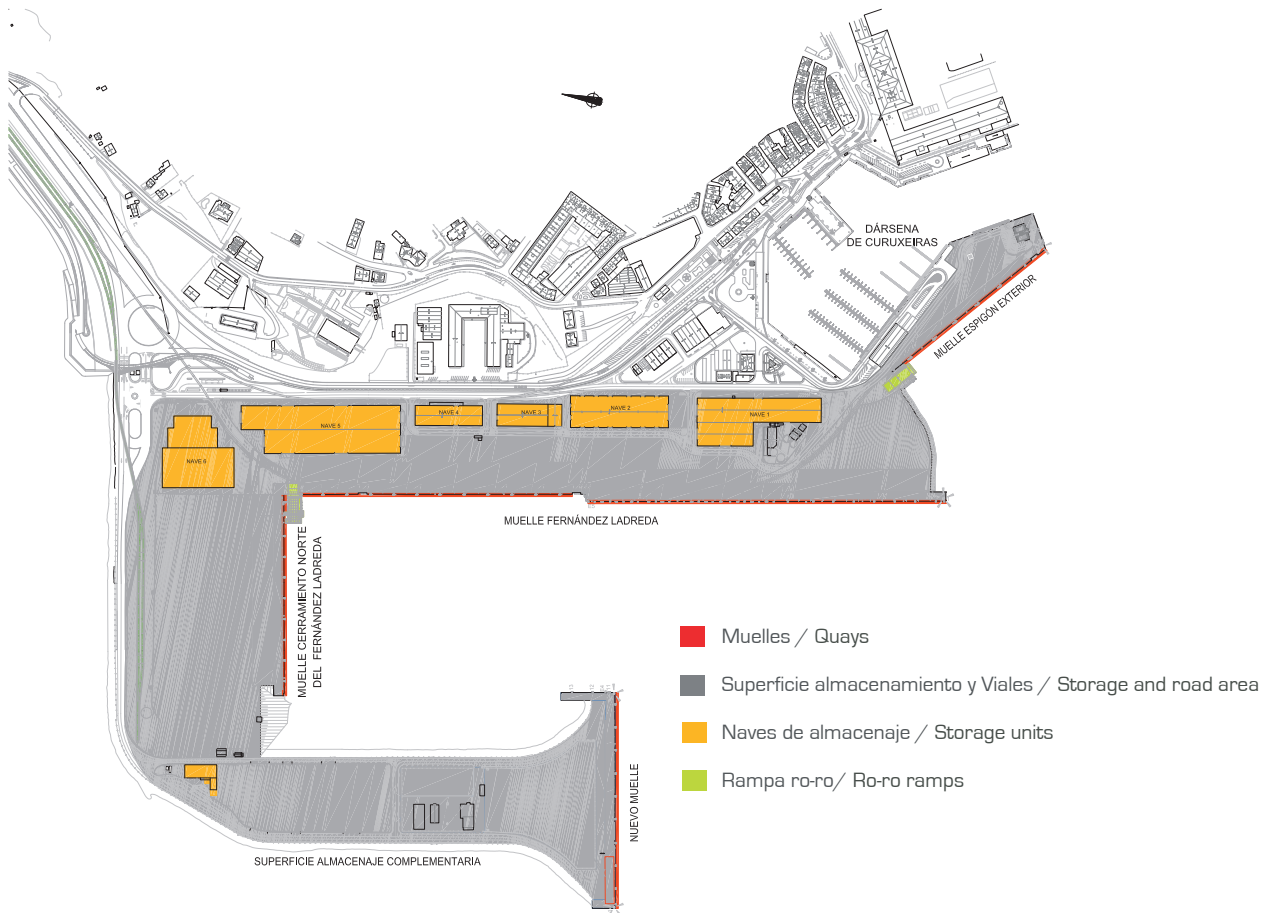 DÁRSENA
DE CURUXEIRAS
MUELLE ESPIGÓN EXTERIOR
NAVE 4
NAVE 3
NAVE 2
NAVE 1
NAVE 5
NAVE 6
MUELLE FERNÁNDEZ LADREDA
MUELLE CERRAMIENTO NORTE
DEL FERNÁNDEZ LADREDA
Muelles / Quays
Superficie almacenamiento y Viales / Storage and road area
Naves de almacenaje / Storage units
Rampa ro-ro/ Ro-ro ramps
NUEVO MUELLE
SUPERFICIE ALMACENAJE COMPLEMENTARIA